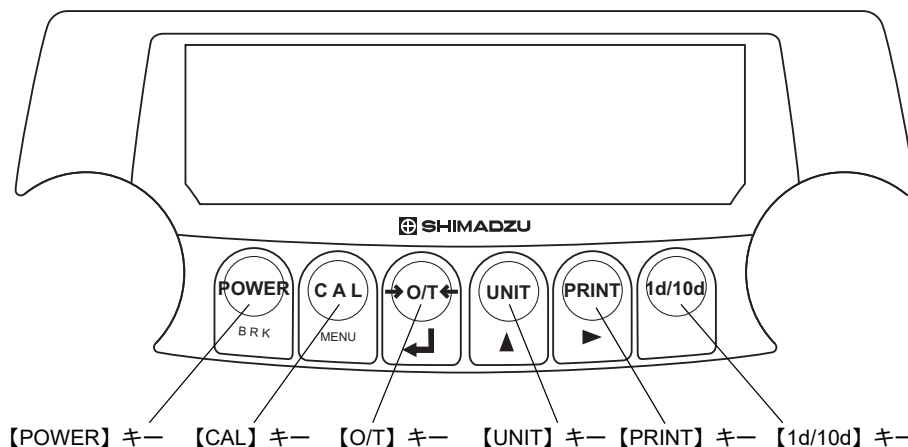 SHIMADZU
POWER CAL →O/T← UNIT PRINT 1d/10d
BRK MENU
【POWER】キー 【CAL】キー 【O/T】キー 【UNIT】キー 【PRINT】キー 【1d/10d】キー